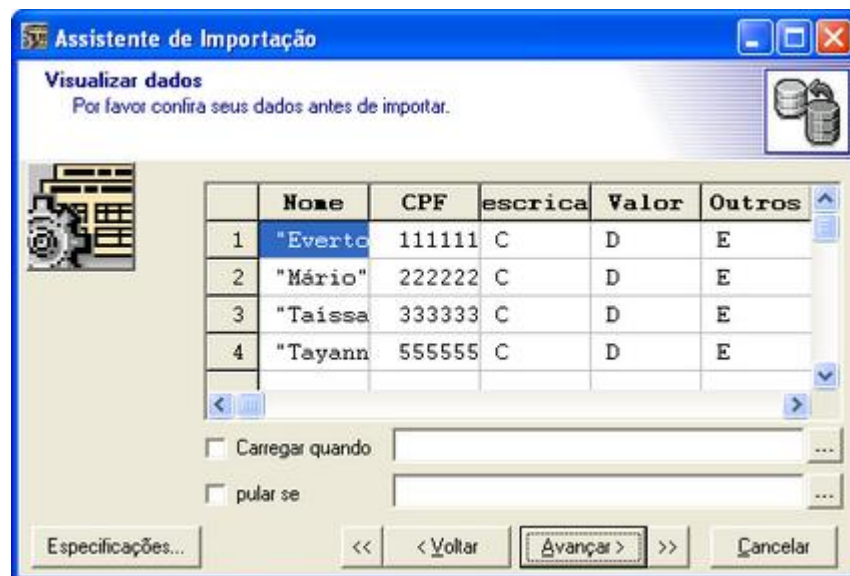 Assistente de Importação
Visualizar dados
Por favor confira seus dados antes de importar.
Nome CPF escrica Valor Outros
1 "Everto 111111 C D E
2 "Mário" 222222 C D E
3 "Taissa 333333 C D E
4 "Tayann 555555 C D E
Carregar quando ...
pular se ...
Especificações... << < Voltar Avançar > >> Cancelar